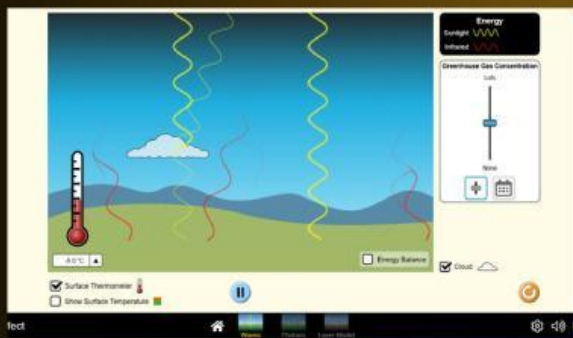 Energy
Sunlight
Infrared
Greenhouse Gas Concentration
Lots
None
Energy Balance
Cloud
Surface Thermometer
Show Surface Temperature
fect
Waves
Photons
Layer Model